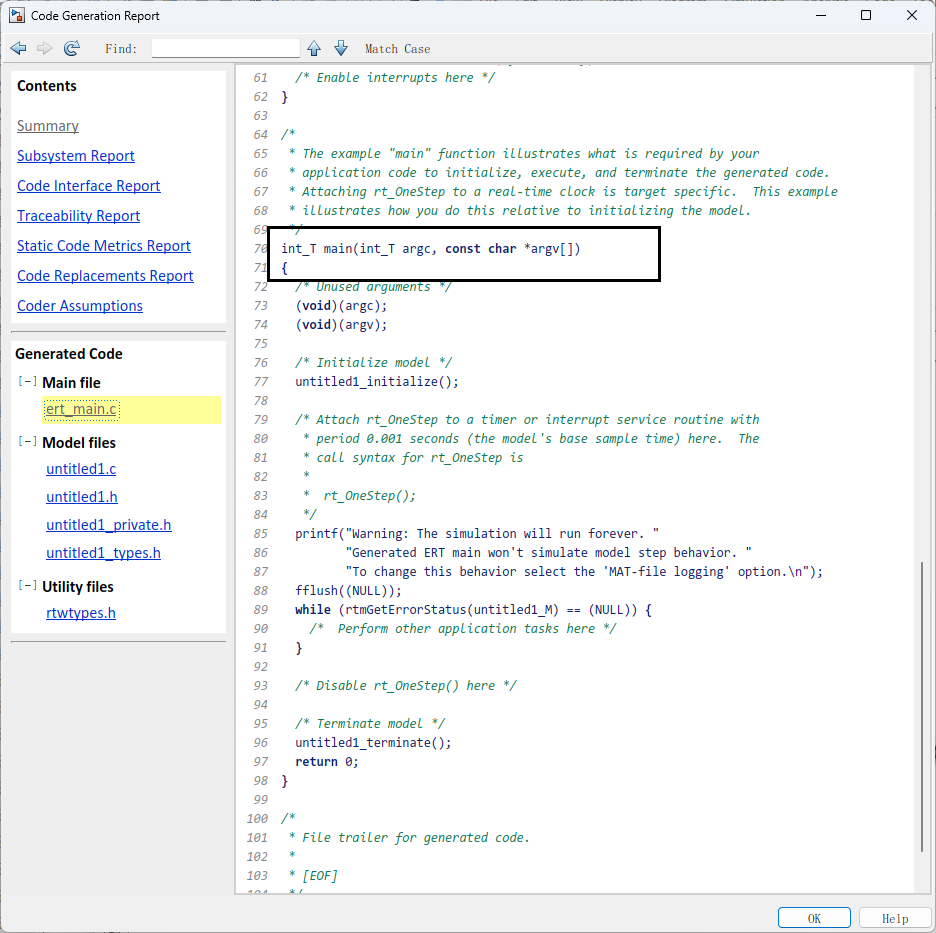 Code Generation Report
Find:
Match Case
Contents
Summary
Subsystem Report
Code Interface Report
Traceability Report
Static Code Metrics Report
Code Replacements Report
Coder Assumptions
Generated Code
[-] Main file
ert_main.c
[-] Model files
untitled1.c
untitled1.h
untitled1_private.h
untitled1_types.h
[-] Utility files
rtwtypes.h
61   /* Enable interrupts here */
62 }
63
64 /*
65  * The example "main" function illustrates what is required by your
66  * application code to initialize, execute, and terminate the generated code.
67  * Attaching rt_OneStep to a real-time clock is target specific.  This example
68  * illustrates how you do this relative to initializing the model.
69  */
70 int_T main(int_T argc, const char *argv[])
71 {
72   /* Unused arguments */
73   (void)(argc);
74   (void)(argv);
75
76   /* Initialize model */
77   untitled1_initialize();
78
79   /* Attach rt_OneStep to a timer or interrupt service routine with
80    * period 0.001 seconds (the model's base sample time) here.  The
81    * call syntax for rt_OneStep is
82    *
83    *  rt_OneStep();
84    */
85   printf("Warning: The simulation will run forever. "
86          "Generated ERT main won't simulate model step behavior. "
87          "To change this behavior select the 'MAT-file logging' option.\n");
88   fflush((NULL));
89   while (rtmGetErrorStatus(untitled1_M) == (NULL)) {
90     /*  Perform other application tasks here */
91   }
92
93   /* Disable rt_OneStep() here */
94
95   /* Terminate model */
96   untitled1_terminate();
97   return 0;
98 }
99
100 /*
101  * File trailer for generated code.
102  *
103  * [EOF]
104  */
OK
Help